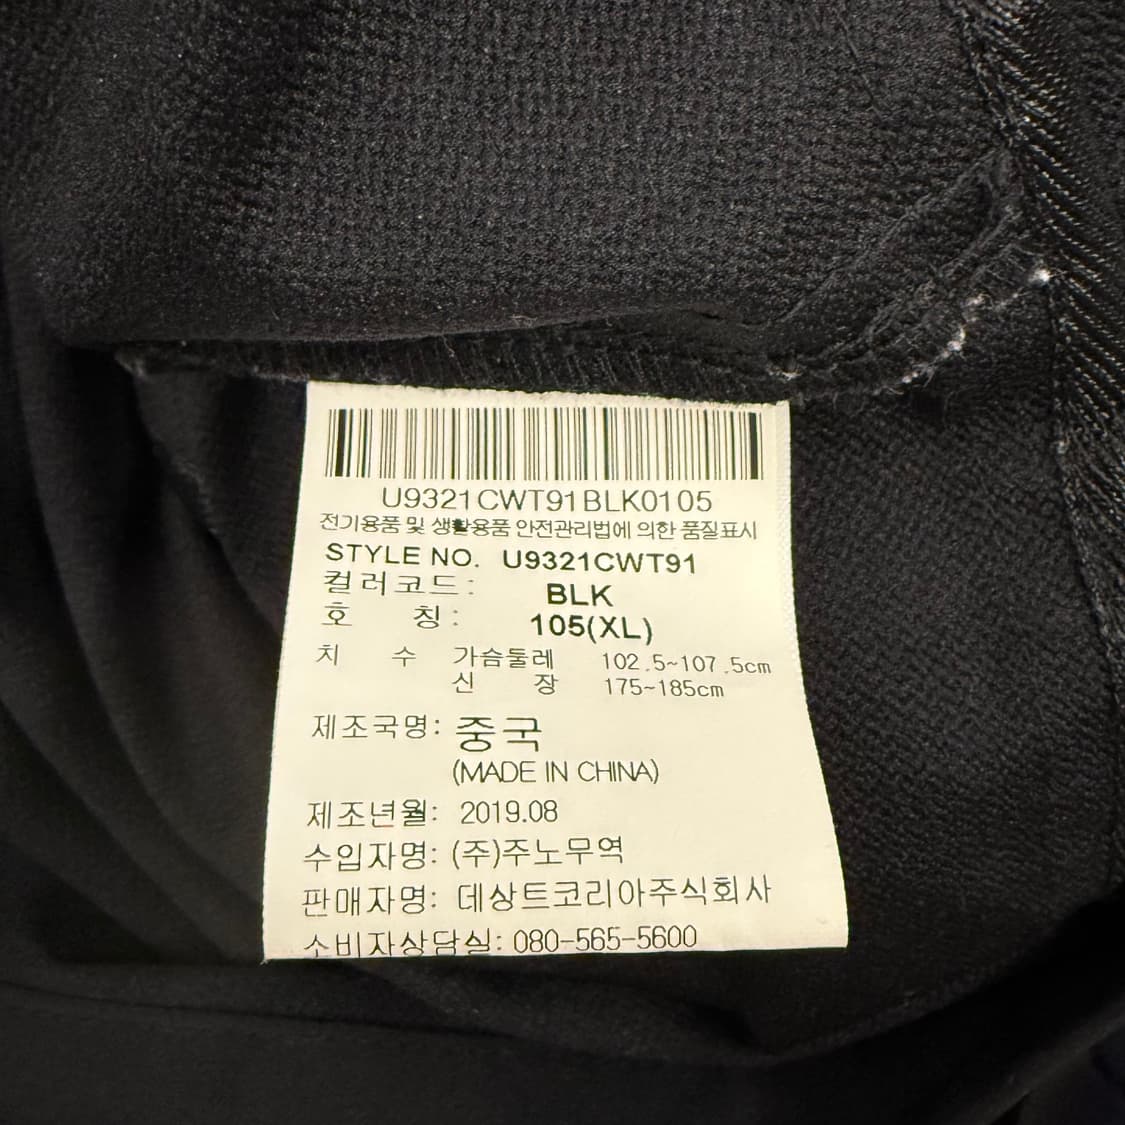 U9321CWT91BLK0105
전기용품 및 생활용품 안전관리법에 의한 품질표시
STYLE NO. U9321CWT91
컬러코드: BLK
호 칭: 105(XL)
치 수 가슴둘레 102.5~107.5cm
신 장 175~185cm
제조국명: 중국
(MADE IN CHINA)
제조년월: 2019.08
수입자명: (주)주노무역
판매자명: 데상트코리아주식회사
소비자상담실: 080-565-5600